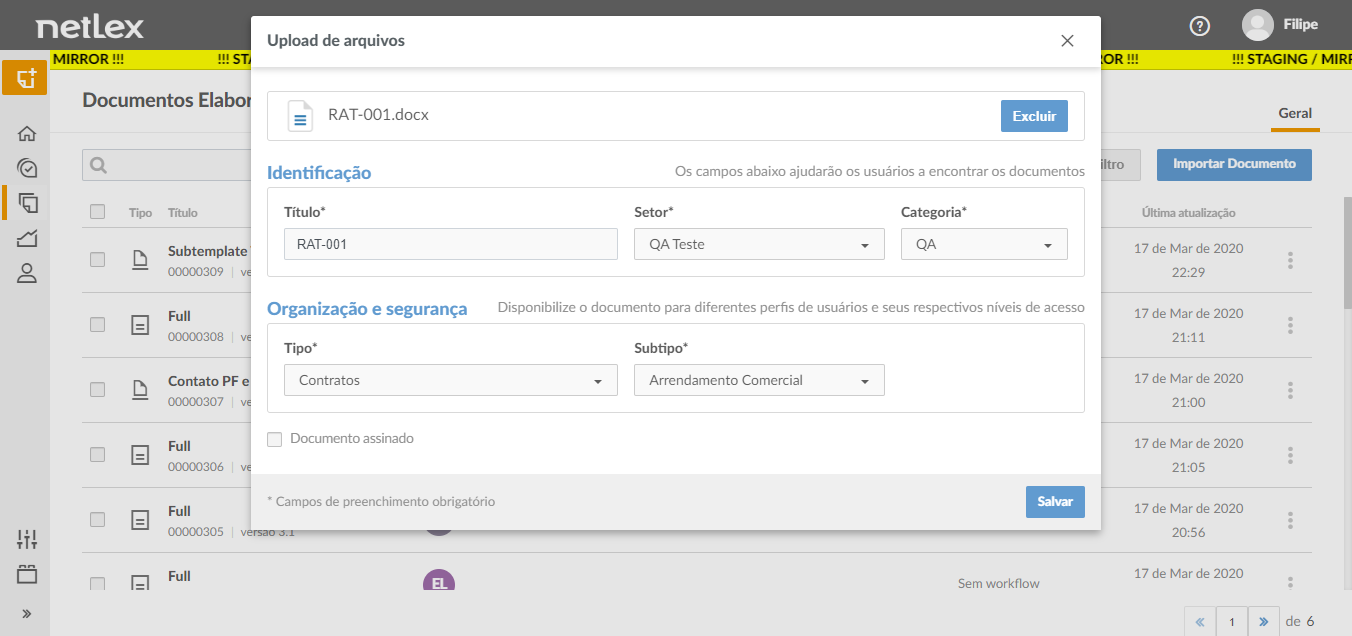 netlex
Filipe
MIRROR !!!
!!! STAGING / MIRR
Upload de arquivos
Documentos Elabor
Geral
RAT-001.docx
Excluir
Importar Documento
Identificação
Os campos abaixo ajudarão os usuários a encontrar os documentos
Título*
Setor*
Categoria*
RAT-001
QA Teste
QA
Organização e segurança
Disponibilize o documento para diferentes perfis de usuários e seus respectivos níveis de acesso
Tipo*
Subtipo*
Contratos
Arrendamento Comercial
Documento assinado
* Campos de preenchimento obrigatório
Salvar
Tipo
Título
Última atualização
Subtemplate
00000309 | ve
17 de Mar de 2020
22:29
Full
00000308 | ve
17 de Mar de 2020
21:11
Contato PF e
00000307 | ve
17 de Mar de 2020
21:00
Full
00000306 | ve
17 de Mar de 2020
21:05
Full
00000305 | versão 3.1
17 de Mar de 2020
20:56
Full
EL
Sem workflow
17 de Mar de 2020
« 1 » de 6
»